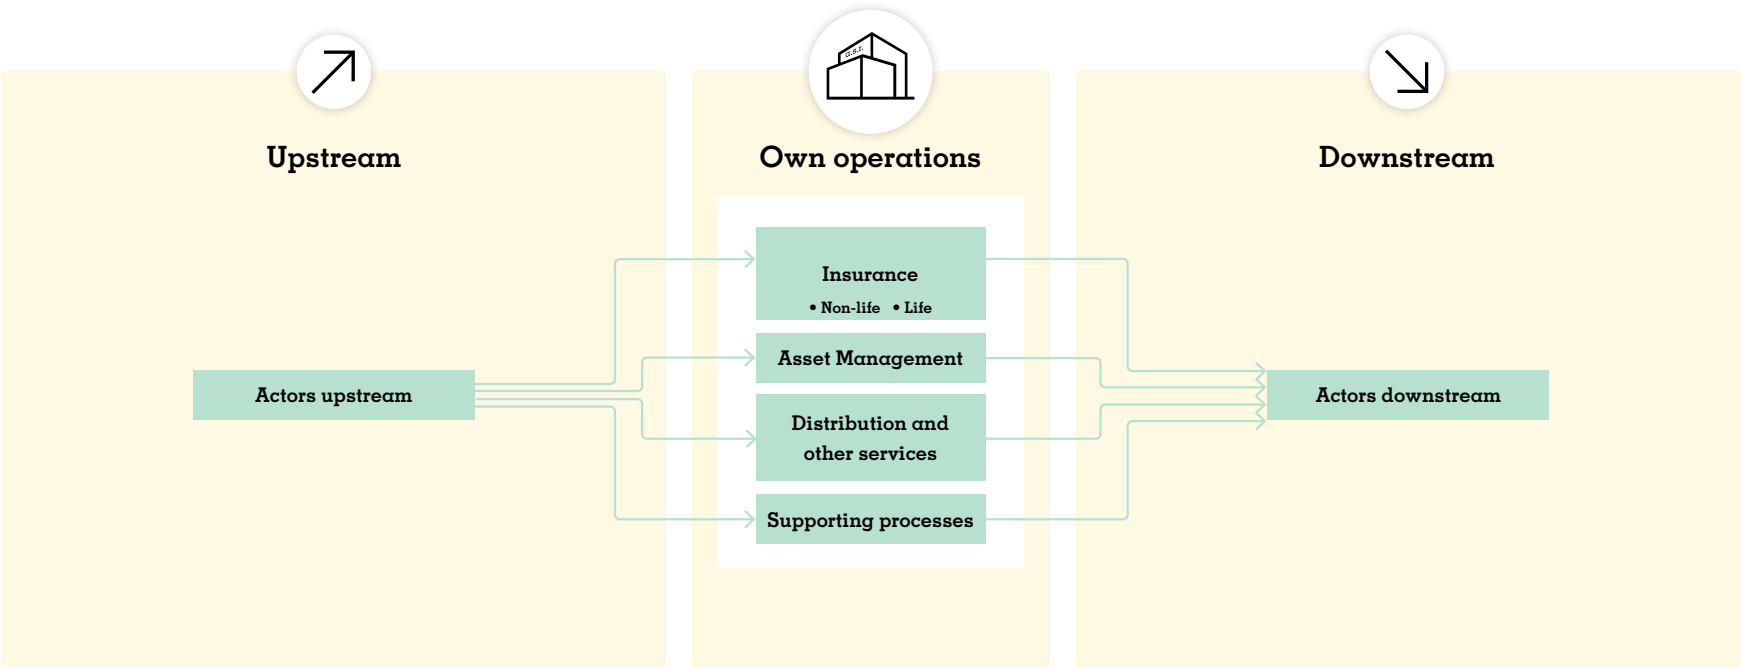 a.s.r.
Upstream
Own operations
Downstream
Insurance
• Non-life • Life
Asset Management
Actors upstream
Actors downstream
Distribution and
other services
Supporting processes